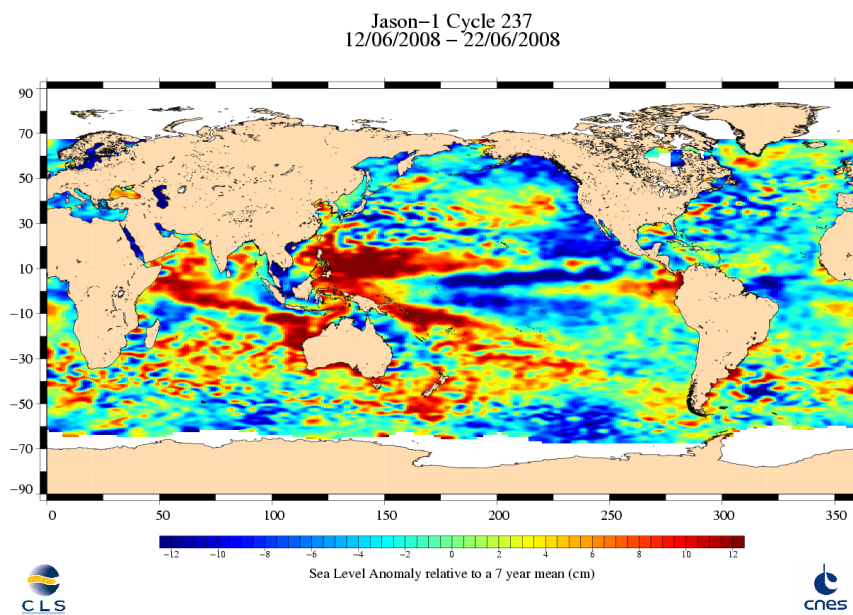 Jason-1 Cycle 237
12/06/2008 - 22/06/2008
90
70
50
30
10
-10
-30
-50
-70
-90
0 50 100 150 200 250 300 350
-12 -10 -8 -6 -4 -2 0 2 4 6 8 10 12
Sea Level Anomaly relative to a 7 year mean (cm)
CLS
cnes